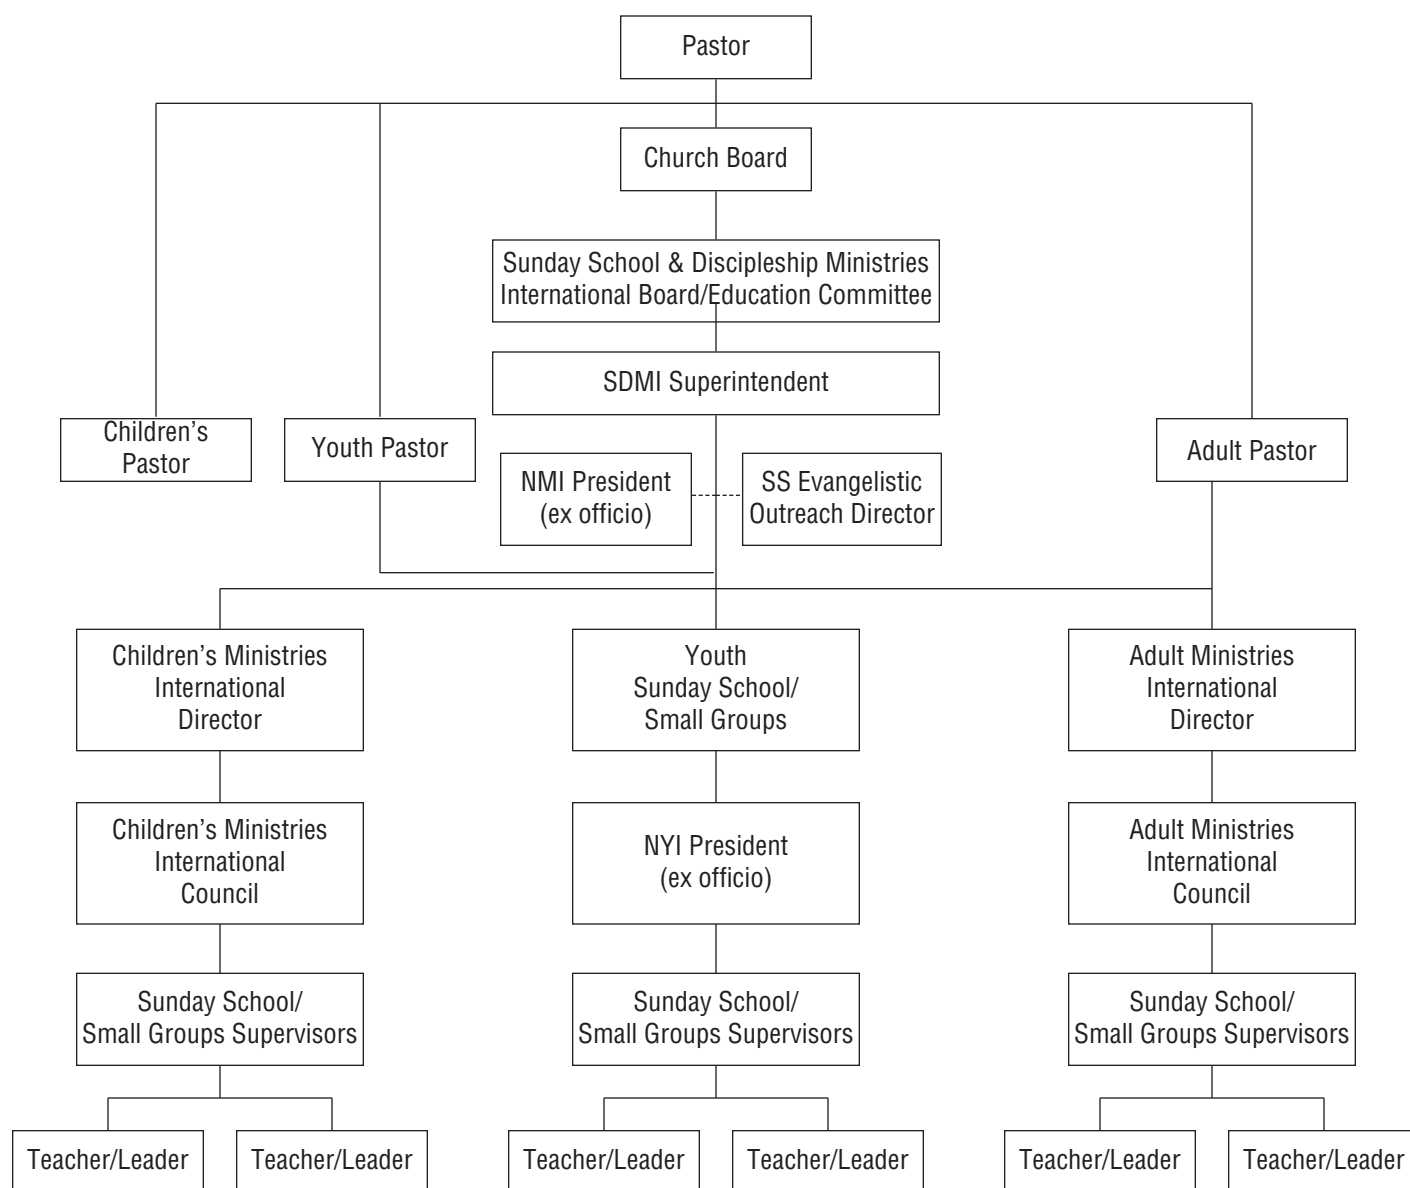 Pastor
Church Board
Sunday School & Discipleship Ministries
International Board/Education Committee
SDMI Superintendent
Children’s
Pastor
Youth Pastor
Adult Pastor
NMI President
(ex officio)
SS Evangelistic
Outreach Director
Children’s Ministries
International
Director
Youth
Sunday School/
Small Groups
Adult Ministries
International
Director
Children’s Ministries
International
Council
NYI President
(ex officio)
Adult Ministries
International
Council
Sunday School/
Small Groups Supervisors
Sunday School/
Small Groups Supervisors
Sunday School/
Small Groups Supervisors
Teacher/Leader
Teacher/Leader
Teacher/Leader
Teacher/Leader
Teacher/Leader
Teacher/Leader